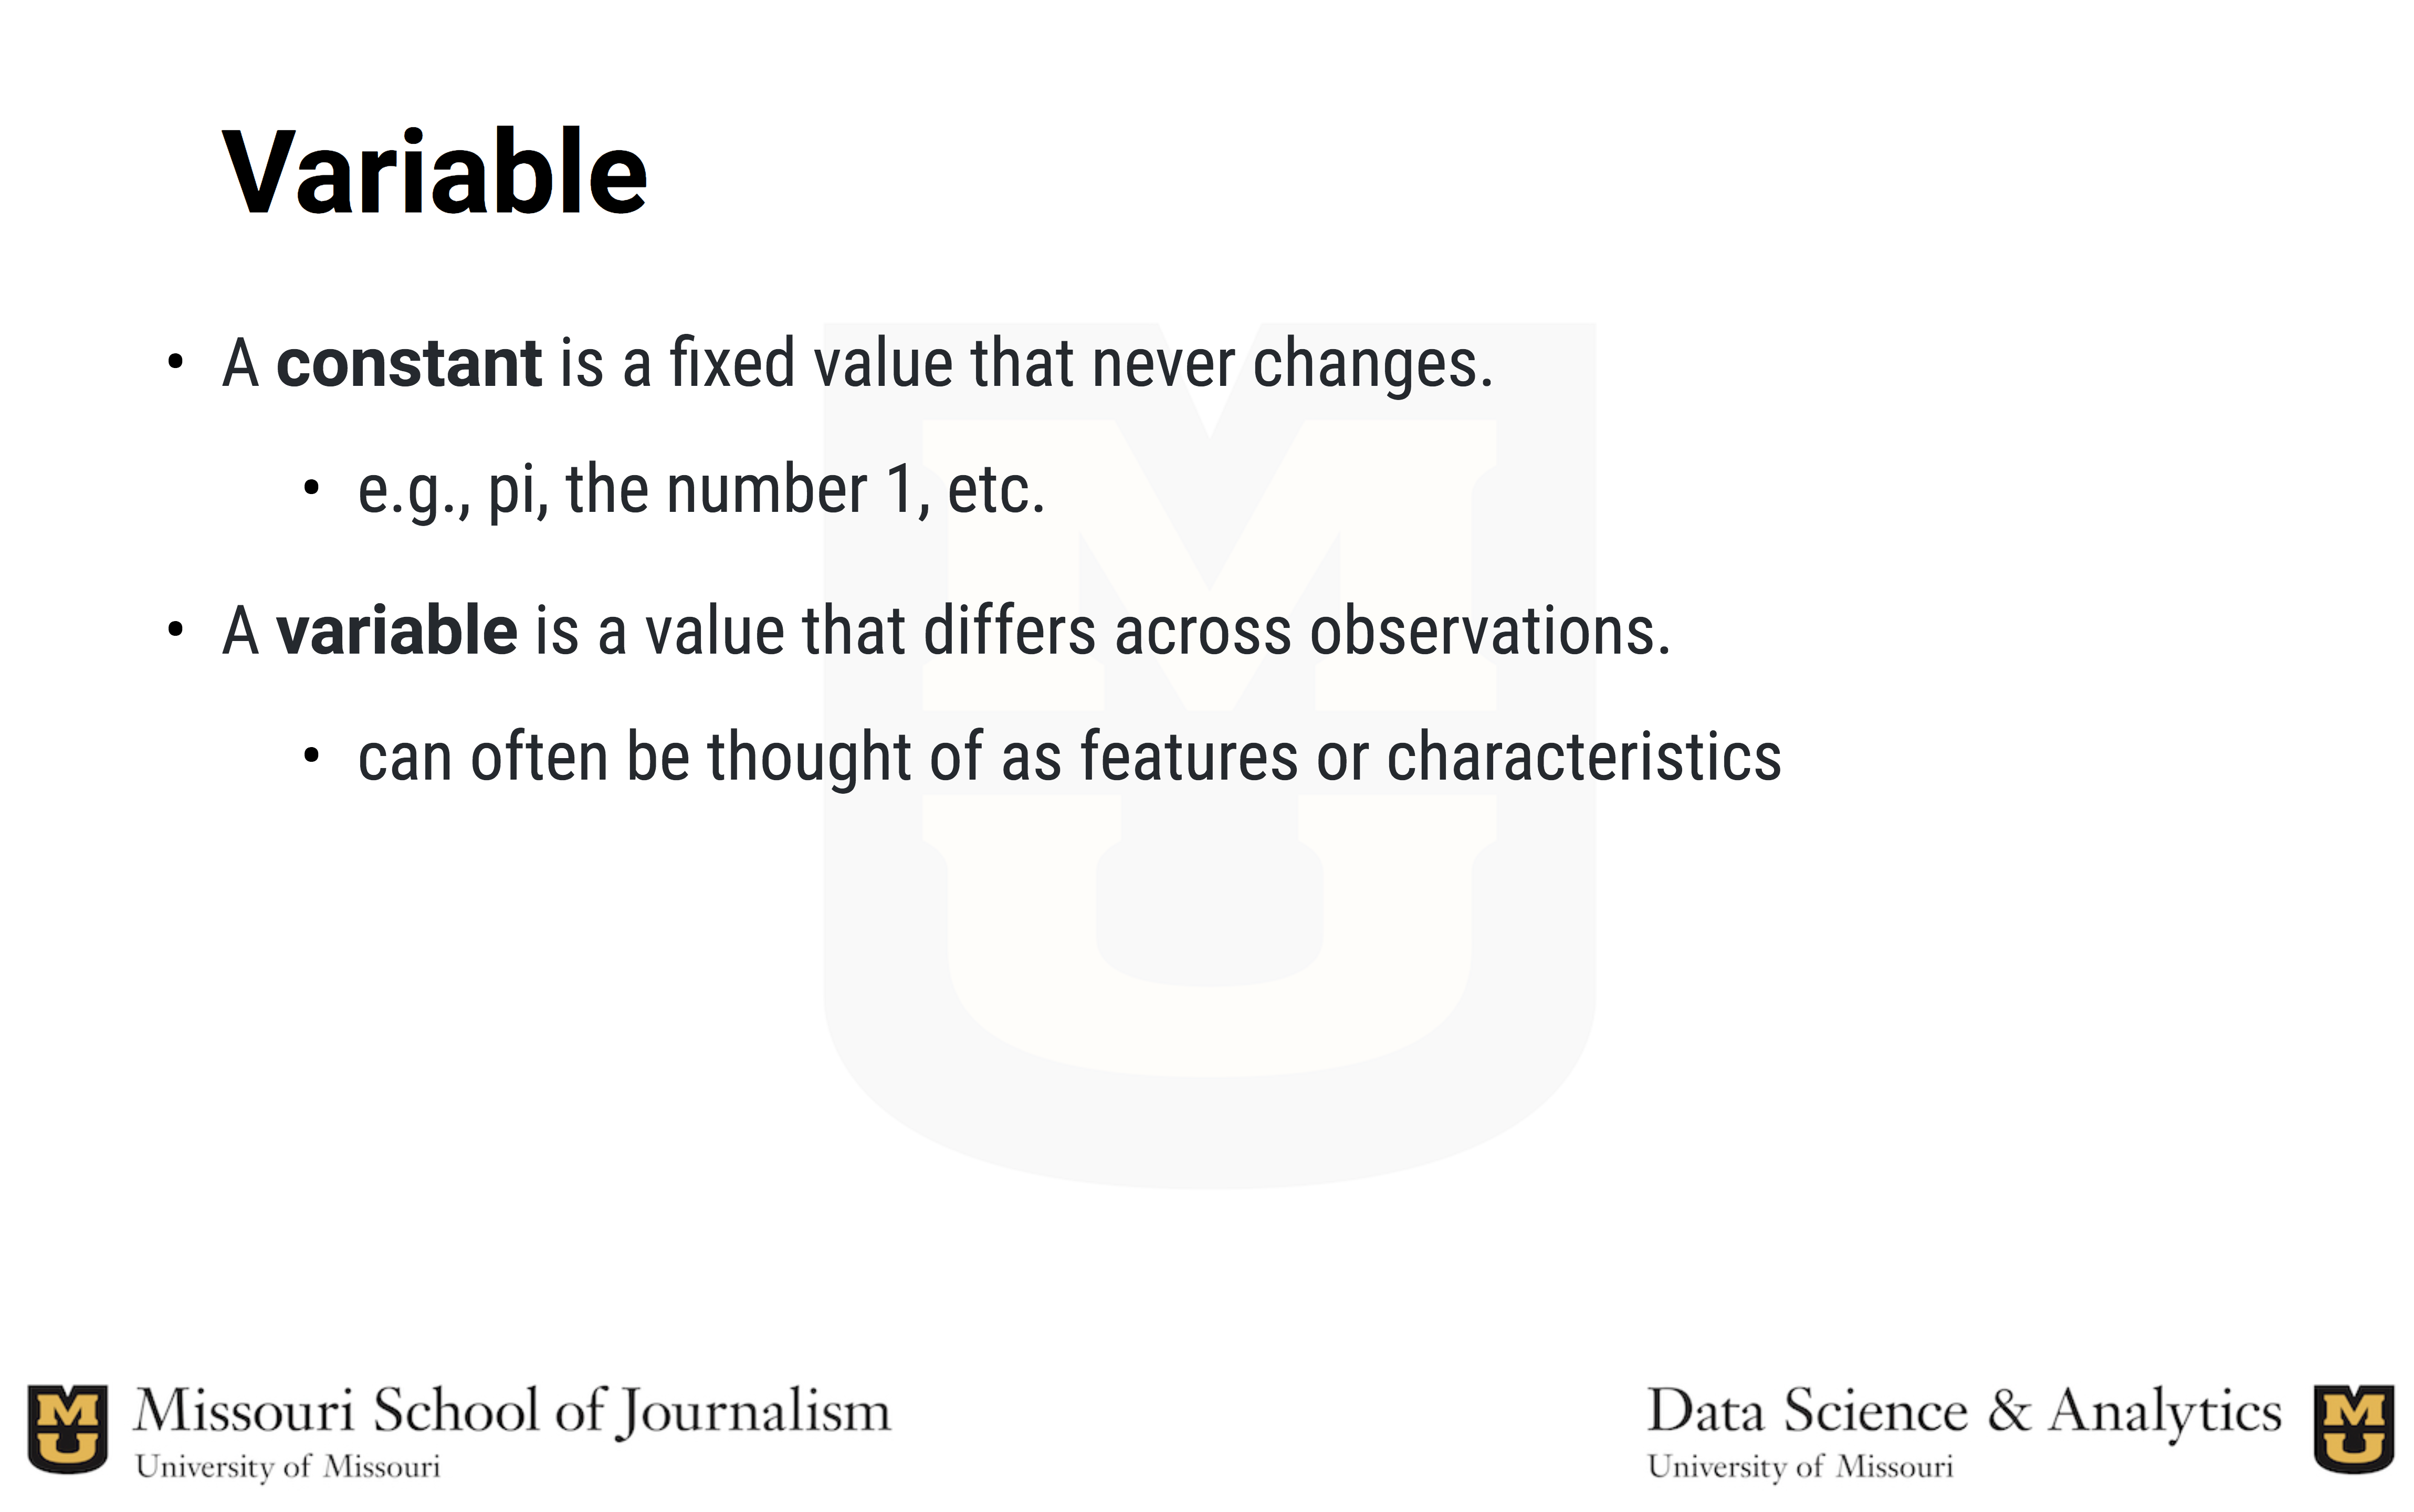 Variable
• A constant is a fixed value that never changes.
• e.g., pi, the number 1, etc.
• A variable is a value that differs across observations.
• can often be thought of as features or characteristics
MU
Missouri School of Journalism
University of Missouri
Data Science & Analytics
University of Missouri
MU